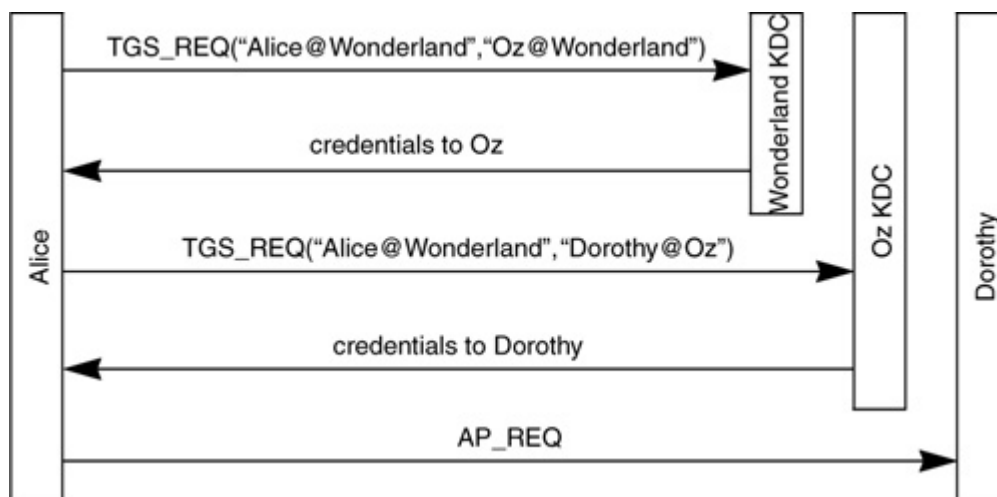 TGS_REQ(“Alice@Wonderland”,“Oz@Wonderland”)
credentials to Oz
TGS_REQ(“Alice@Wonderland”,“Dorothy@Oz”)
credentials to Dorothy
AP_REQ
Alice
Wonderland KDC
Oz KDC
Dorothy